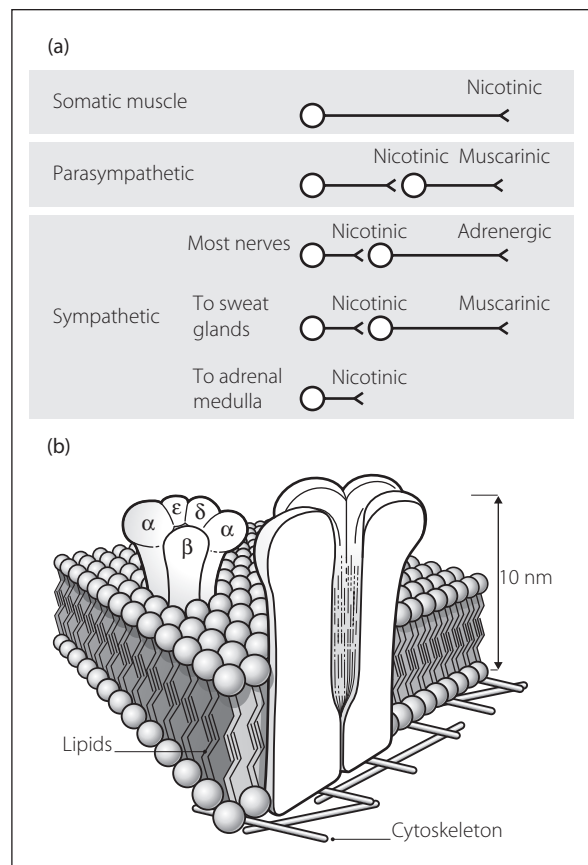 (a)
Somatic muscle
Nicotinic
Parasympathetic
Nicotinic Muscarinic
Most nerves
Nicotinic
Adrenergic
Sympathetic
To sweat
glands
Nicotinic
Muscarinic
To adrenal
medulla
Nicotinic
(b)
α
ε
δ
α
β
10 nm
Lipids
Cytoskeleton